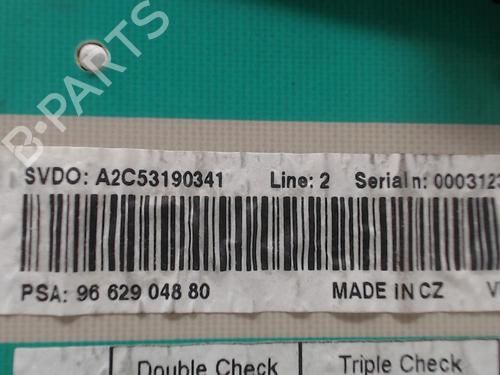 B-PARTS
SVDO: A2C53190341 Line: 2 Serial n: 0003123
PSA: 96 629 048 80 MADE IN CZ V
Double Check Triple Check